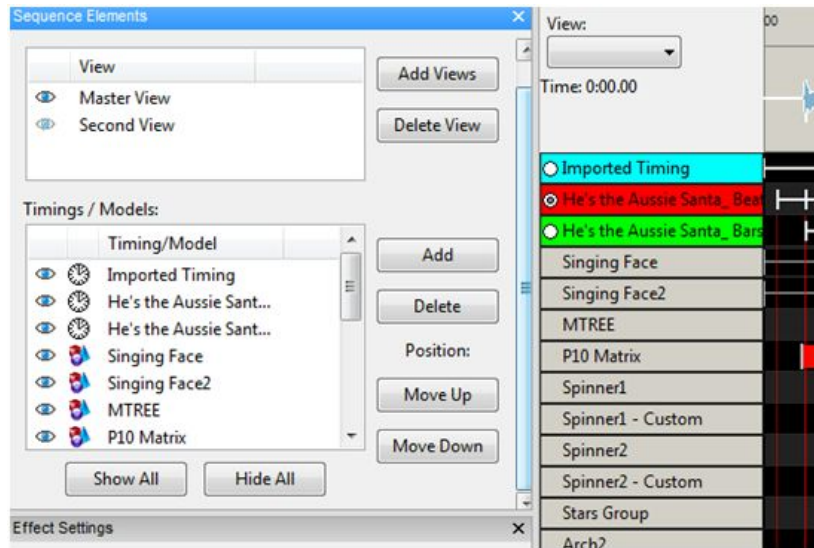 Sequence Elements
View
Add Views
Master View
Second View
Delete View
Timings / Models:
Timing/Model
Add
Imported Timing
He's the Aussie Sant...
Delete
He's the Aussie Sant...
Position:
Singing Face
Singing Face2
Move Up
MTREE
P10 Matrix
Move Down
Show All
Hide All
Effect Settings
View:
00
Time: 0:00.00
Imported Timing
He's the Aussie Santa_ Beat
He's the Aussie Santa_ Bars
Singing Face
Singing Face2
MTREE
P10 Matrix
Spinner1
Spinner1 - Custom
Spinner2
Spinner2 - Custom
Stars Group
Arch2